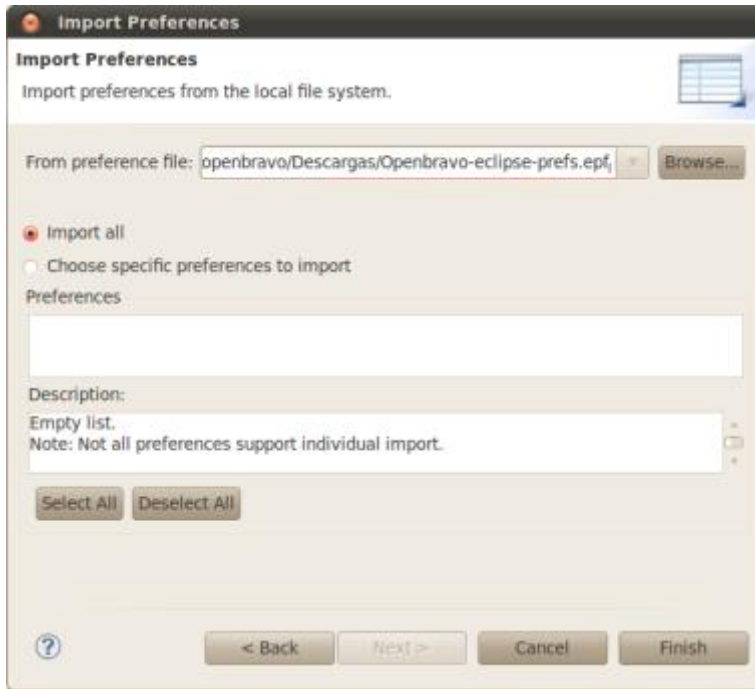 Import Preferences
Import Preferences
Import preferences from the local file system.
From preference file: openbravo/Descargas/Openbravo-eclipse-prefs.epf Browse...
Import all
Choose specific preferences to import
Preferences
Description:
Empty list.
Note: Not all preferences support individual import.
Select All Deselect All
? < Back Next > Cancel Finish